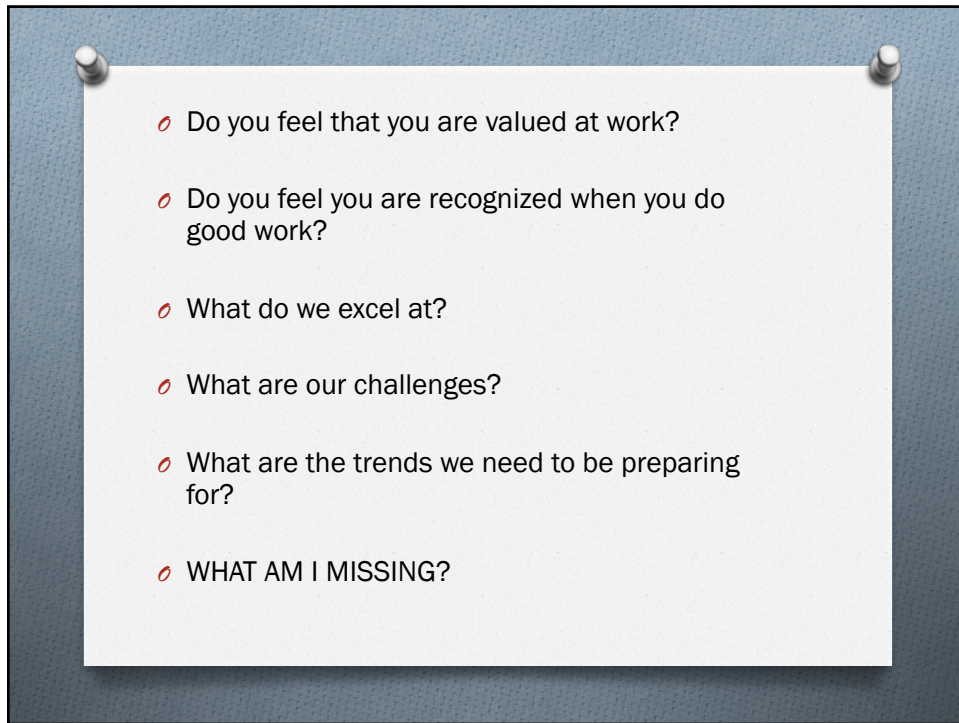 Do you feel that you are valued at work?
Do you feel you are recognized when you do
good work?
What do we excel at?
What are our challenges?
What are the trends we need to be preparing
for?
WHAT AM I MISSING?